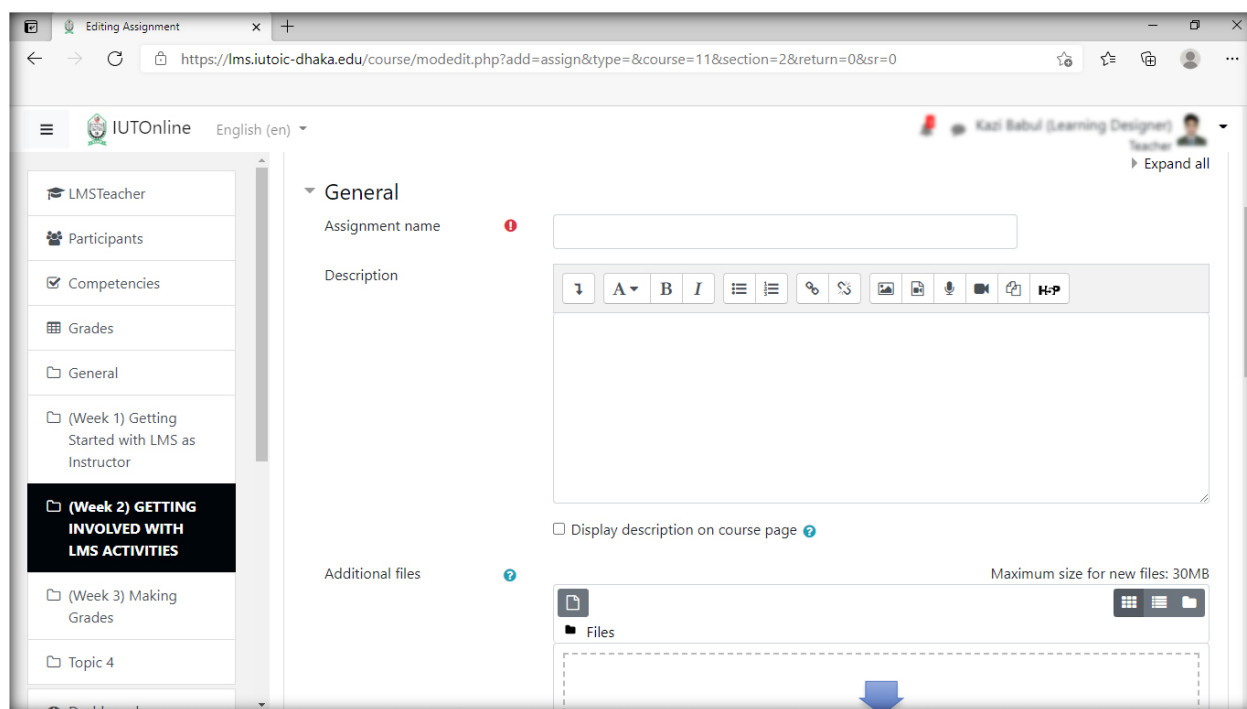 Editing Assignment
https://lms.iutoic-dhaka.edu/course/modedit.php?add=assign&type=&course=11&section=2&return=0&sr=0
IUTOnline English (en)
Kazi Babul (Learning Designer)
Teacher
Expand all
LMSTeacher
Participants
Competencies
Grades
General
(Week 1) Getting
Started with LMS as
Instructor
(Week 2) GETTING
INVOLVED WITH
LMS ACTIVITIES
(Week 3) Making
Grades
Topic 4
General
Assignment name
Description
A B I H5P
Display description on course page
Additional files
Maximum size for new files: 30MB
Files